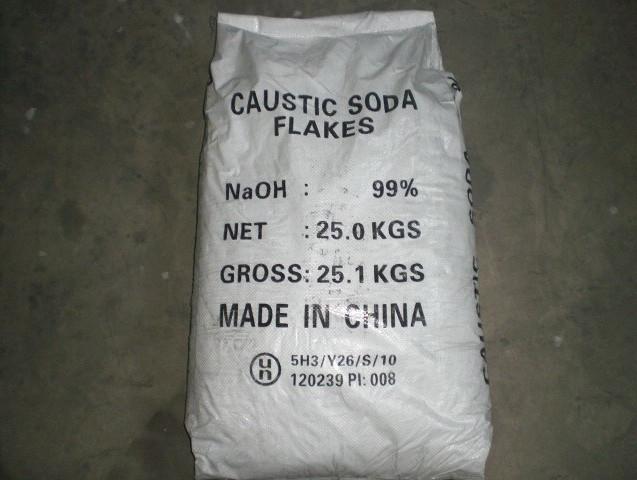 CAUSTIC SODA
FLAKES
NaOH : 99%
NET : 25.0 KGS
GROSS: 25.1 KGS
MADE IN CHINA
un 5H3/Y26/S/10
120239 PI: 008
CAUSTIC SODA